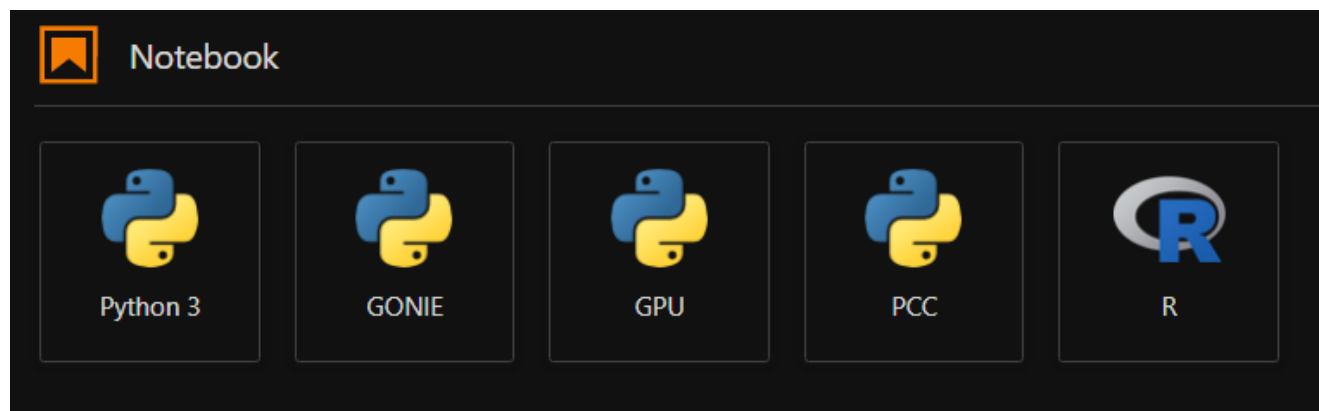 Notebook
Python 3
GONIE
GPU
PCC
R